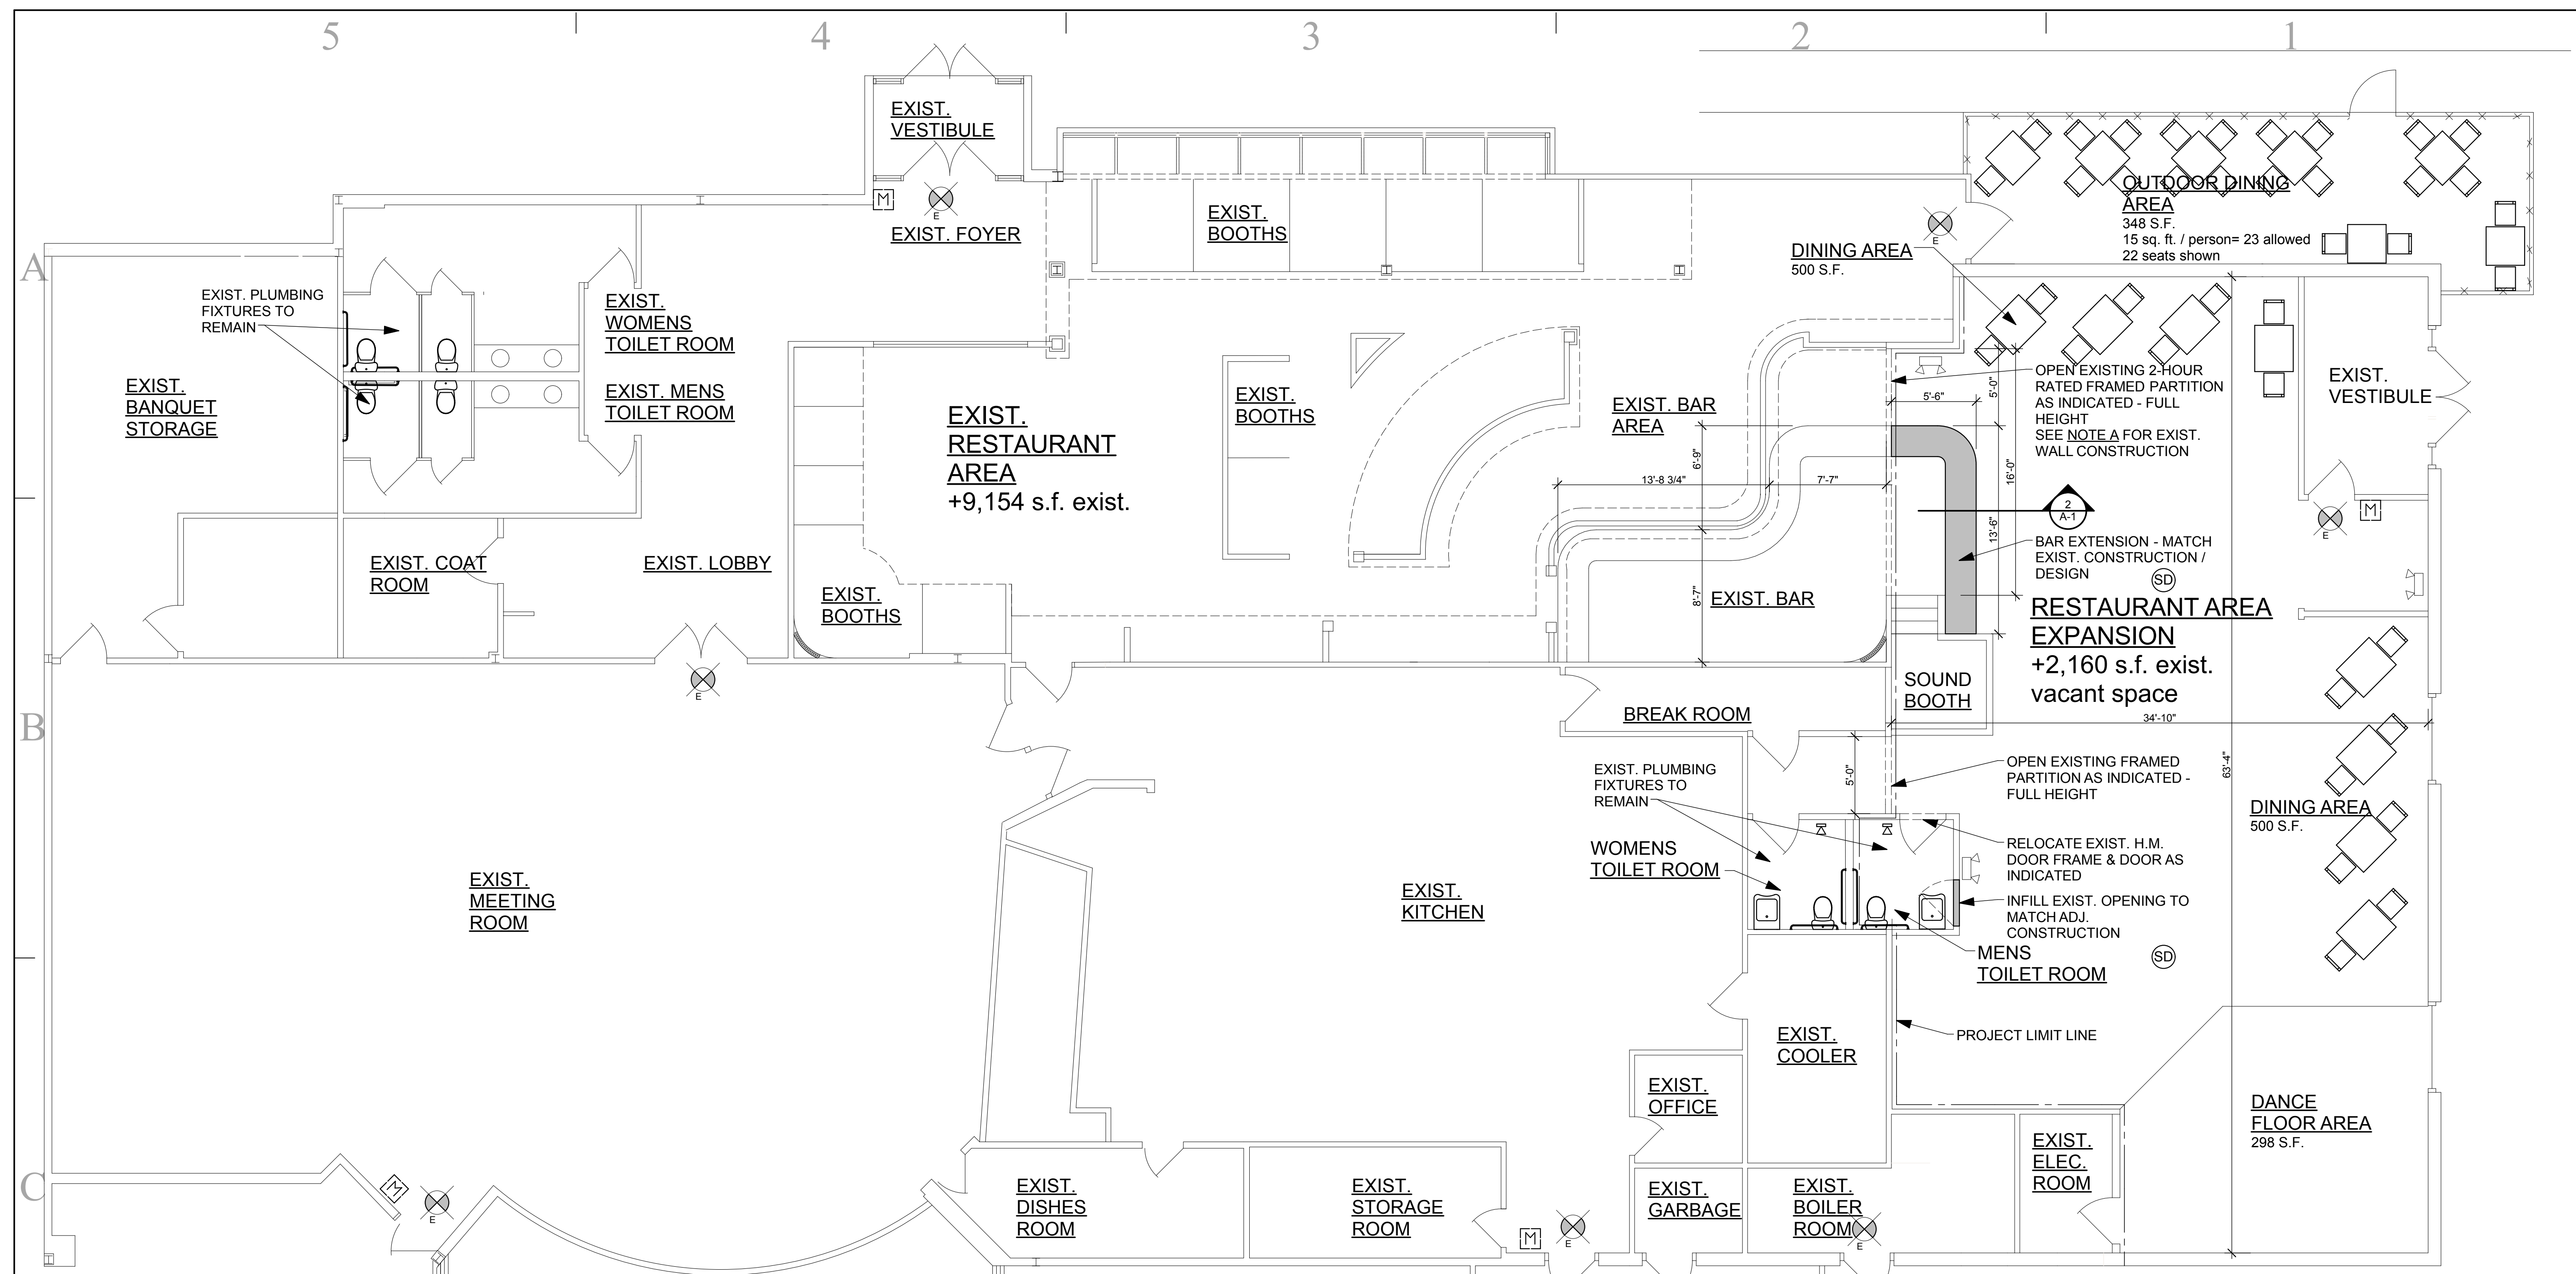 5
4
3
2
1
A
B
C
EXIST.
VESTIBULE
M
E
EXIST. FOYER
EXIST.
BOOTHS
E
OUTDOOR DINING
AREA
348 S.F.
15 sq. ft. / person= 23 allowed
22 seats shown
DINING AREA
500 S.F.
EXIST. PLUMBING
FIXTURES TO
REMAIN
EXIST.
WOMENS
TOILET ROOM
EXIST. MENS
TOILET ROOM
EXIST.
BANQUET
STORAGE
EXIST.
RESTAURANT
AREA
+9,154 s.f. exist.
EXIST.
BOOTHS
EXIST. BAR
AREA
6'-9"
13'-8 3/4"
7'-7"
8'-7"
5'-6"
5'-0"
16'-0"
13'-6"
OPEN EXISTING 2-HOUR
RATED FRAMED PARTITION
AS INDICATED - FULL
HEIGHT
SEE NOTE A FOR EXIST.
WALL CONSTRUCTION
EXIST.
VESTIBULE
2
A-1
M
E
BAR EXTENSION - MATCH
EXIST. CONSTRUCTION /
DESIGN
SD
EXIST. COAT
ROOM
EXIST. LOBBY
EXIST.
BOOTHS
EXIST. BAR
RESTAURANT AREA
EXPANSION
+2,160 s.f. exist.
vacant space
E
SOUND
BOOTH
BREAK ROOM
34'-10"
63'-4"
5'-0"
EXIST. PLUMBING
FIXTURES TO
REMAIN
OPEN EXISTING FRAMED
PARTITION AS INDICATED -
FULL HEIGHT
DINING AREA
500 S.F.
WOMENS
TOILET ROOM
RELOCATE EXIST. H.M.
DOOR FRAME & DOOR AS
INDICATED
INFILL EXIST. OPENING TO
MATCH ADJ.
CONSTRUCTION
MENS
TOILET ROOM
SD
EXIST.
MEETING
ROOM
EXIST.
KITCHEN
EXIST.
COOLER
PROJECT LIMIT LINE
EXIST.
OFFICE
DANCE
FLOOR AREA
298 S.F.
EXIST.
ELEC.
ROOM
M
E
EXIST.
DISHES
ROOM
EXIST.
STORAGE
ROOM
M
E
EXIST.
GARBAGE
EXIST.
BOILER
ROOM
E